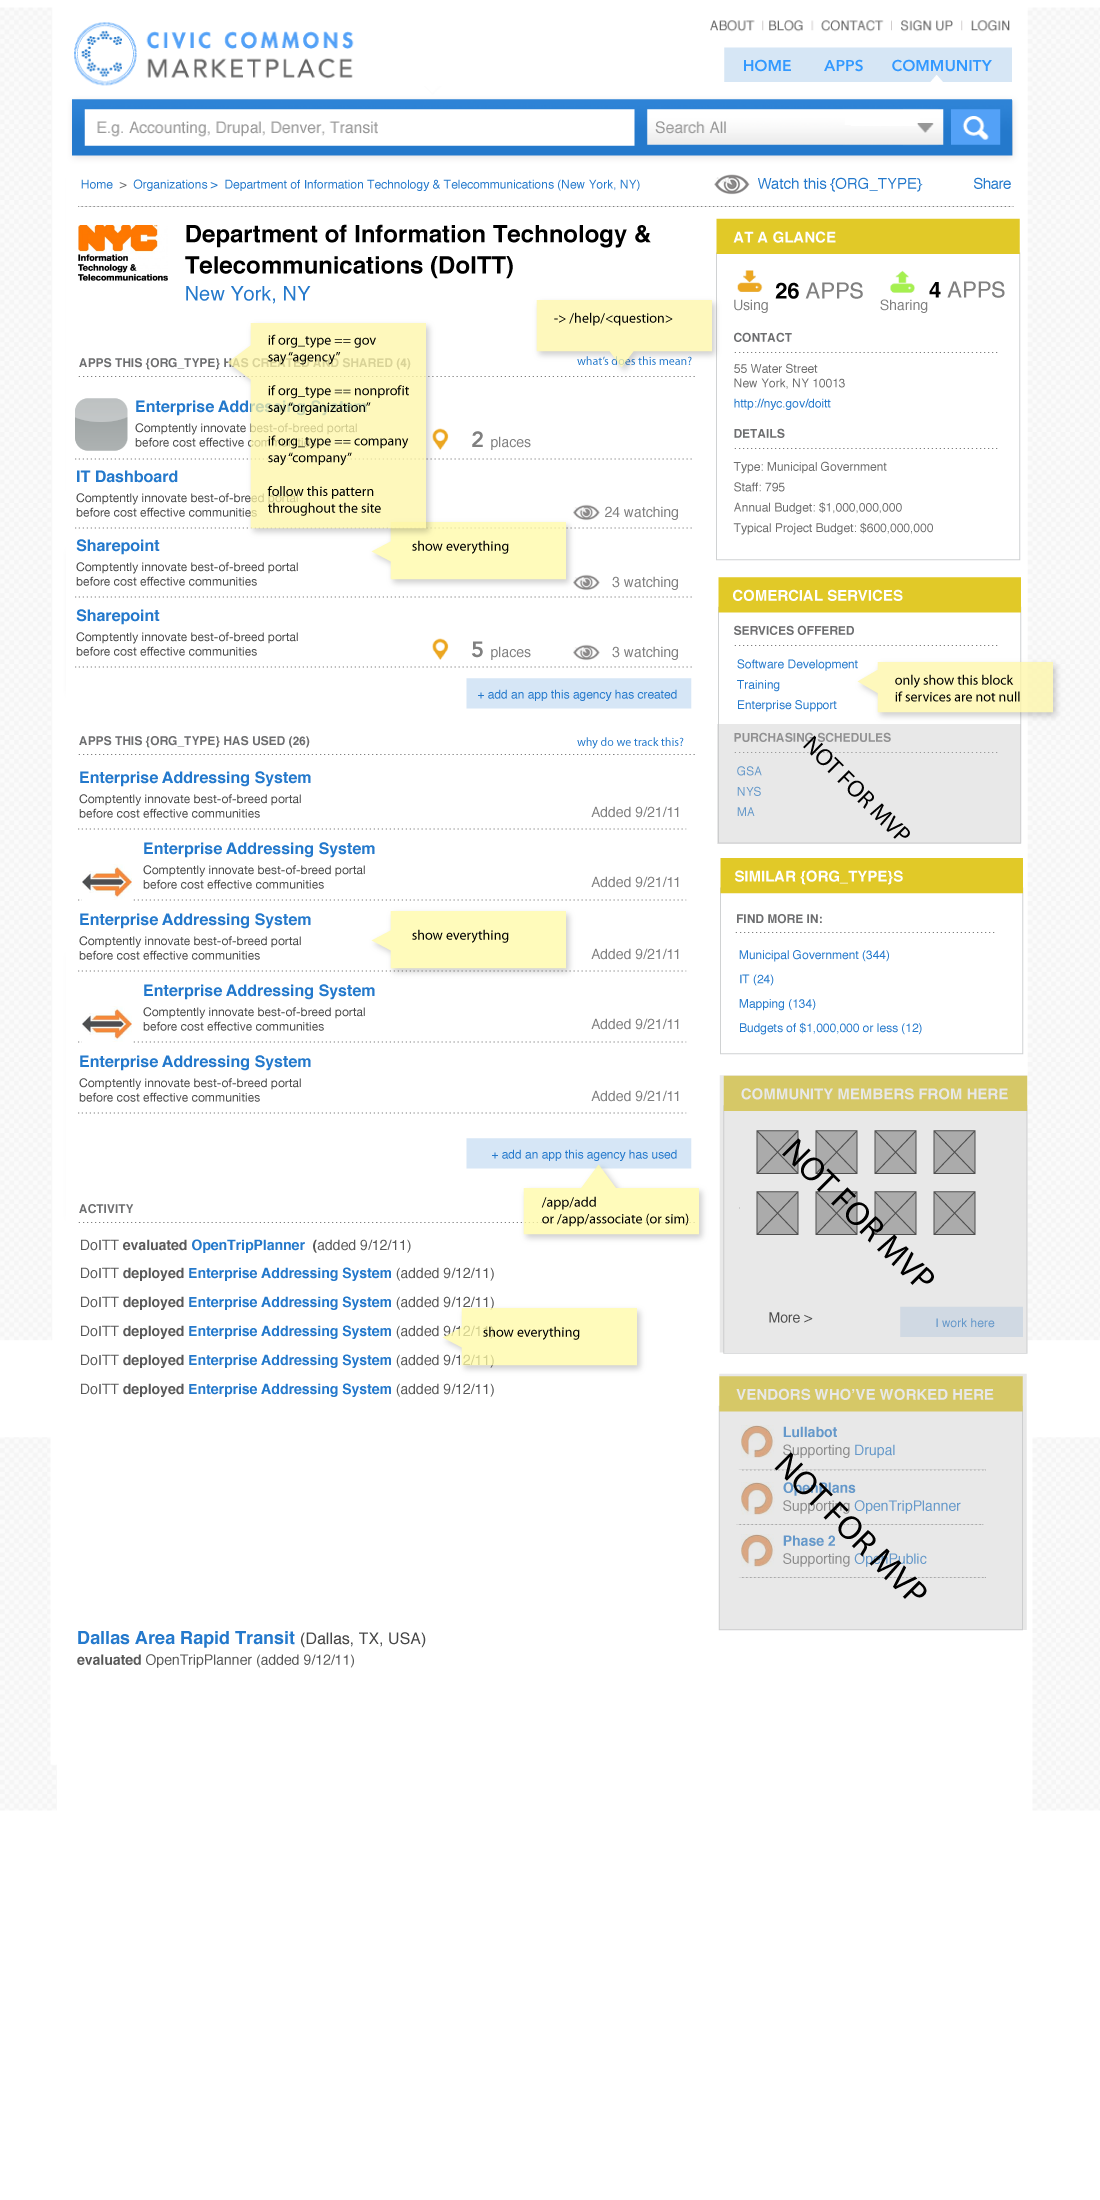 ABOUT | BLOG | CONTACT | SIGN UP | LOGIN
CIVIC COMMONS
MARKETPLACE
HOME APPS COMMUNITY
E.g. Accounting, Drupal, Denver, Transit
Search All
Home > Organizations > Department of Information Technology & Telecommunications (New York, NY)
Watch this {ORG_TYPE}
Share
NYC
Information
Technology &
Telecommunications
Department of Information Technology &
Telecommunications (DoITT)
New York, NY
-> /help/<question>
if org_type == gov
say "agency"
if org_type == nonprofit
say "organization"
if org_type == company
say "company"
follow this pattern
throughout the site
APPS THIS {ORG_TYPE} HAS CREATED AND SHARED (4)
what's does this mean?
Enterprise Addressing System
Comptently innovate best-of-breed portal
before cost effective communities
2 places
IT Dashboard
Comptently innovate best-of-breed portal
before cost effective communities
24 watching
show everything
Sharepoint
Comptently innovate best-of-breed portal
before cost effective communities
3 watching
Sharepoint
Comptently innovate best-of-breed portal
before cost effective communities
5 places
3 watching
+ add an app this agency has created
APPS THIS {ORG_TYPE} HAS USED (26)
why do we track this?
Enterprise Addressing System
Comptently innovate best-of-breed portal
before cost effective communities
Added 9/21/11
Enterprise Addressing System
Comptently innovate best-of-breed portal
before cost effective communities
Added 9/21/11
Enterprise Addressing System
Comptently innovate best-of-breed portal
before cost effective communities
show everything
Added 9/21/11
Enterprise Addressing System
Comptently innovate best-of-breed portal
before cost effective communities
Added 9/21/11
Enterprise Addressing System
Comptently innovate best-of-breed portal
before cost effective communities
Added 9/21/11
+ add an app this agency has used
/app/add
or /app/associate (or sim)
ACTIVITY
DoITT evaluated OpenTripPlanner (added 9/12/11)
DoITT deployed Enterprise Addressing System (added 9/12/11)
DoITT deployed Enterprise Addressing System (added 9/12/11)
DoITT deployed Enterprise Addressing System (added 9/12/11)
show everything
DoITT deployed Enterprise Addressing System (added 9/12/11)
DoITT deployed Enterprise Addressing System (added 9/12/11)
Dallas Area Rapid Transit (Dallas, TX, USA)
evaluated OpenTripPlanner (added 9/12/11)
AT A GLANCE
Using 26 APPS
Sharing 4 APPS
CONTACT
55 Water Street
New York, NY 10013
http://nyc.gov/doitt
DETAILS
Type: Municipal Government
Staff: 795
Annual Budget: $1,000,000,000
Typical Project Budget: $600,000,000
COMERCIAL SERVICES
SERVICES OFFERED
Software Development
Training
Enterprise Support
only show this block
if services are not null
PURCHASING SCHEDULES
GSA
NYS
MA
NOT FOR MVP
SIMILAR {ORG_TYPE}S
FIND MORE IN:
Municipal Government (344)
IT (24)
Mapping (134)
Budgets of $1,000,000 or less (12)
COMMUNITY MEMBERS FROM HERE
NOT FOR MVP
More >
I work here
VENDORS WHO'VE WORKED HERE
Lullabot
Supporting Drupal
OpenPlans
Supporting OpenTripPlanner
Phase 2
Supporting OpenPublic
NOT FOR MVP